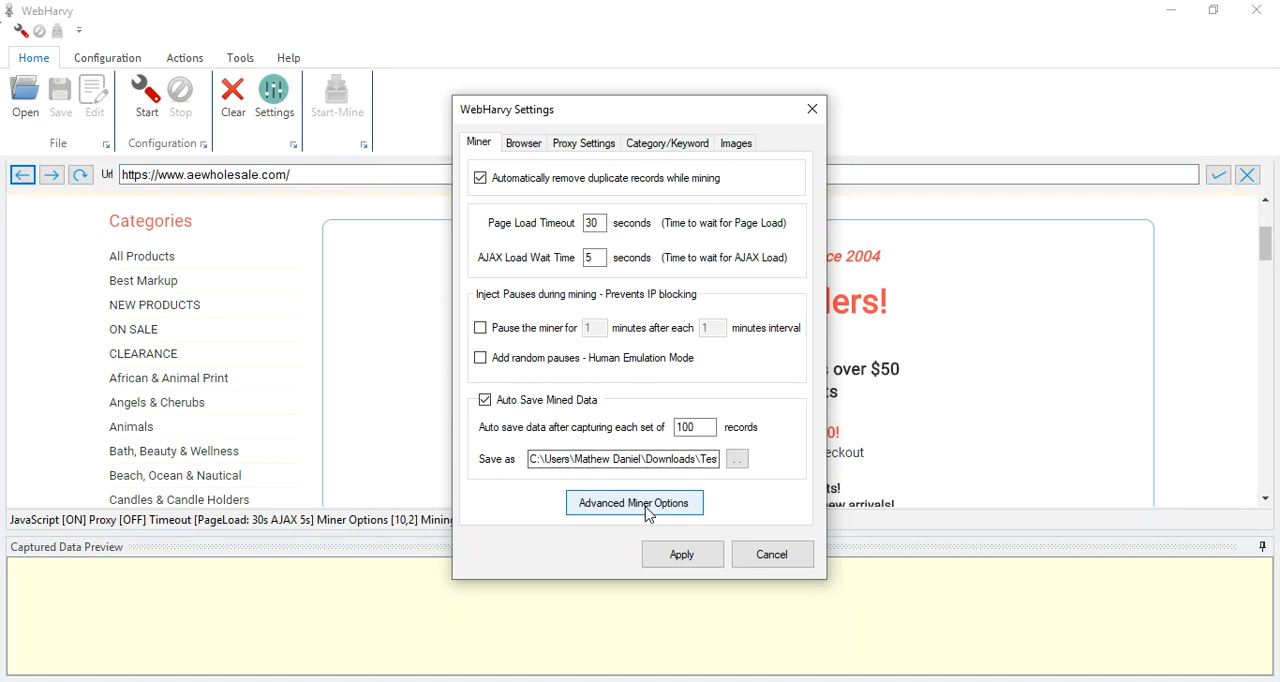 WebHarvy
Home Configuration Actions Tools Help
Open Save Edit Start Stop Clear Settings Start-Mine
File Configuration
Url https://www.aewholesale.com/
Categories
All Products
Best Markup
NEW PRODUCTS
ON SALE
CLEARANCE
African & Animal Print
Angels & Cherubs
Animals
Bath, Beauty & Wellness
Beach, Ocean & Nautical
Candles & Candle Holders
WebHarvy Settings
Miner Browser Proxy Settings Category/Keyword Images
Automatically remove duplicate records while mining
Page Load Timeout 30 seconds (Time to wait for Page Load)
AJAX Load Wait Time 5 seconds (Time to wait for AJAX Load)
Inject Pauses during mining - Prevents IP blocking
Pause the miner for 1 minutes after each 1 minutes interval
Add random pauses - Human Emulation Mode
Auto Save Mined Data
Auto save data after capturing each set of 100 records
Save as C:\Users\Mathew Daniel\Downloads\Tes ..
Advanced Miner Options
Apply Cancel
ce 2004
lers!
over $50
ts
0!
eckout
ts!
ew arrivals!
JavaScript [ON] Proxy [OFF] Timeout [PageLoad: 30s AJAX 5s] Miner Options [10,2] Mining
Captured Data Preview